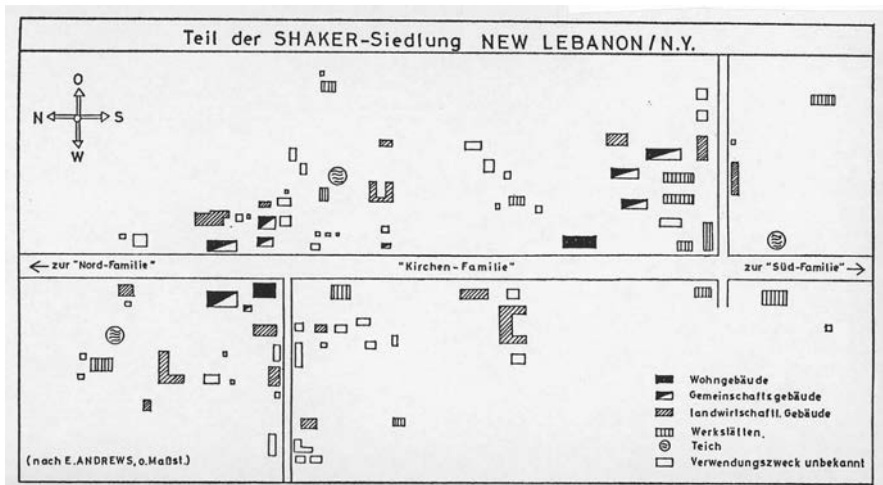 Teil der SHAKER-Siedlung NEW LEBANON/N.Y.
O
N S
W
← zur "Nord-Familie" "Kirchen-Familie" zur "Süd-Familie" →
Wohngebäude
Gemeinschaftsgebäude
landwirtschaftl. Gebäude
Werkstätten.
Teich
Verwendungszweck unbekannt
(nach E. ANDREWS, o. Maßst.)